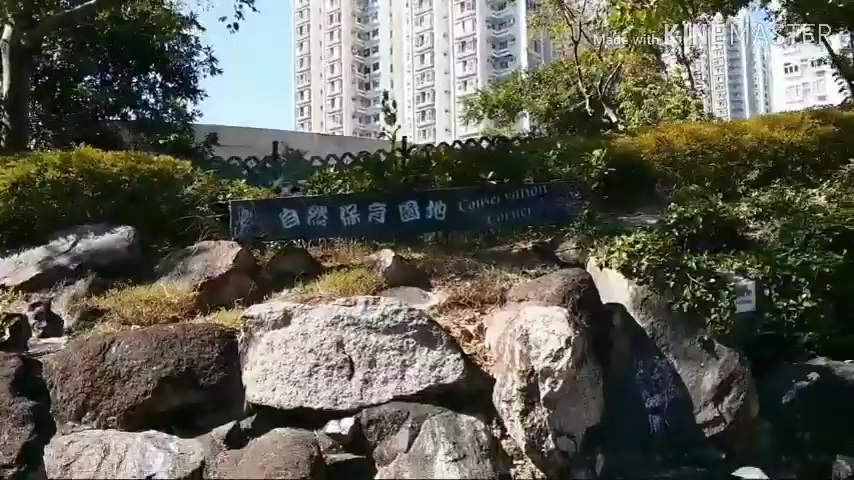 Made with KINEMASTER
自然保育園地
Conservation
Corner